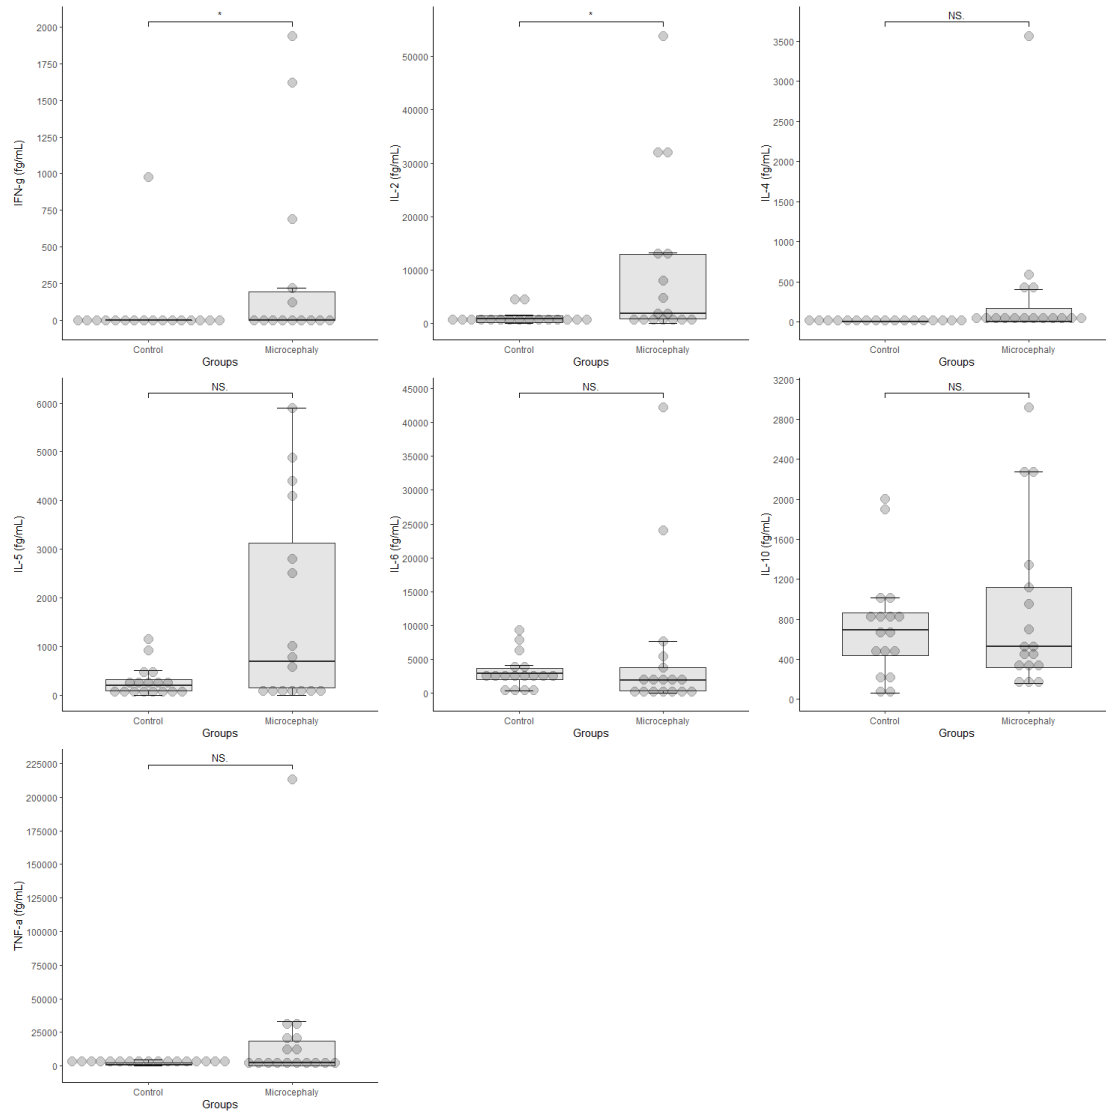 *
IFN-g (fg/mL)
2000
1750
1500
1250
1000
750
500
250
0
Control Microcephaly
Groups
*
IL-2 (fg/mL)
50000
40000
30000
20000
10000
0
Control Microcephaly
Groups
NS.
IL-4 (fg/mL)
3500
3000
2500
2000
1500
1000
500
0
Control Microcephaly
Groups
NS.
IL-5 (fg/mL)
6000
5000
4000
3000
2000
1000
0
Control Microcephaly
Groups
NS.
IL-6 (fg/mL)
45000
40000
35000
30000
25000
20000
15000
10000
5000
0
Control Microcephaly
Groups
NS.
IL-10 (fg/mL)
3200
2800
2400
2000
1600
1200
800
400
0
Control Microcephaly
Groups
NS.
TNF-a (fg/mL)
225000
200000
175000
150000
125000
100000
75000
50000
25000
0
Control Microcephaly
Groups